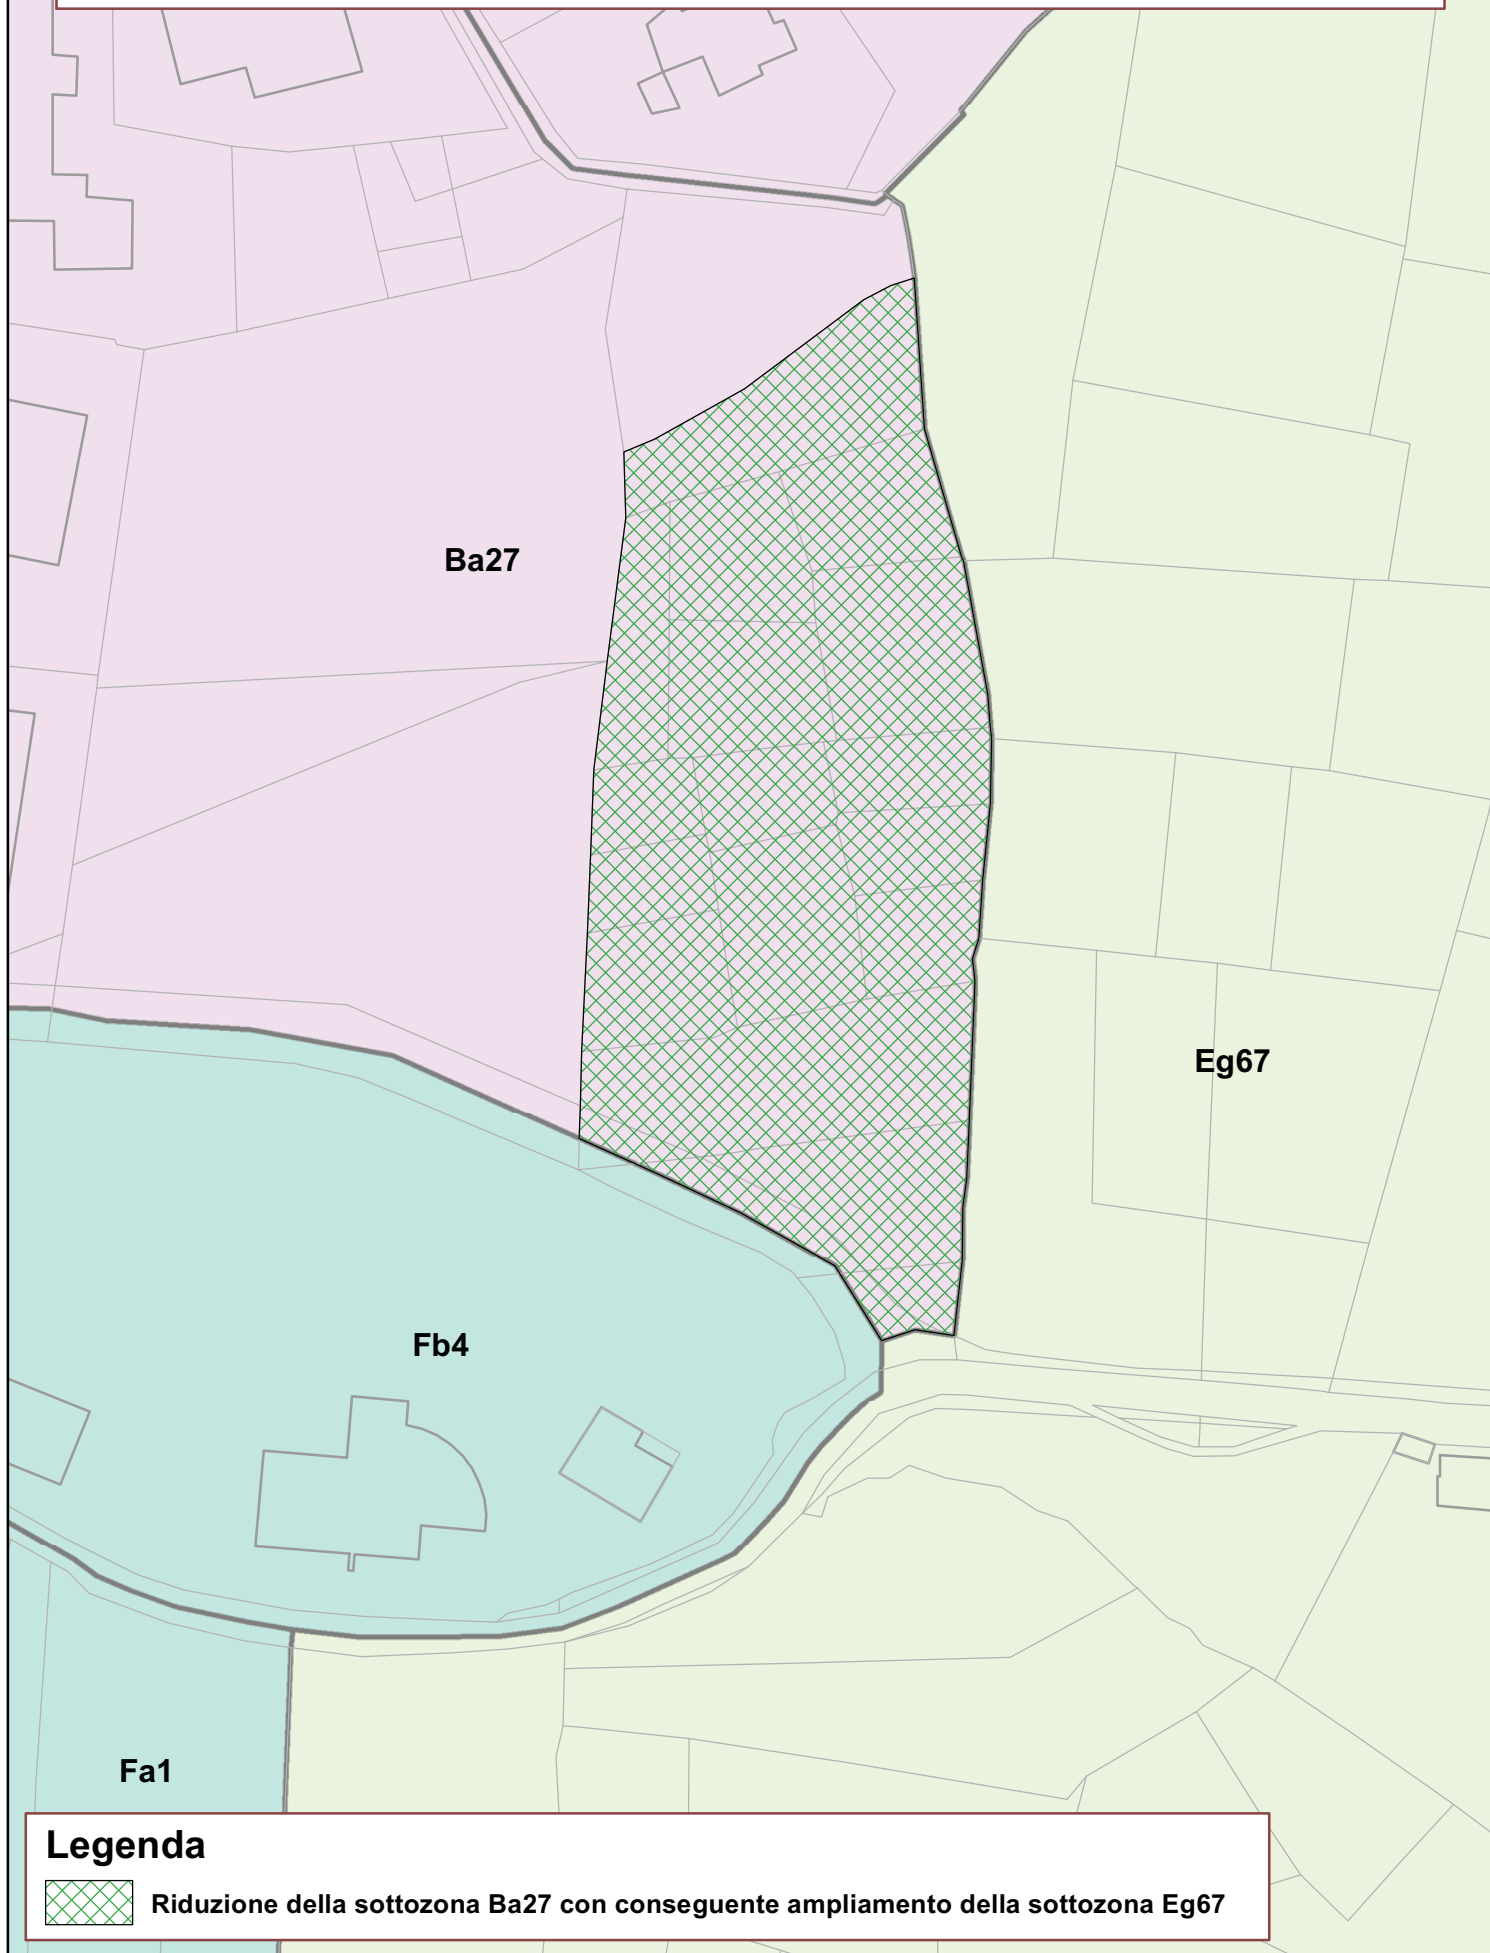 Ba27
Eg67
Fb4
Fa1
Legenda
Riduzione della sottozona Ba27 con conseguente ampliamento della sottozona Eg67